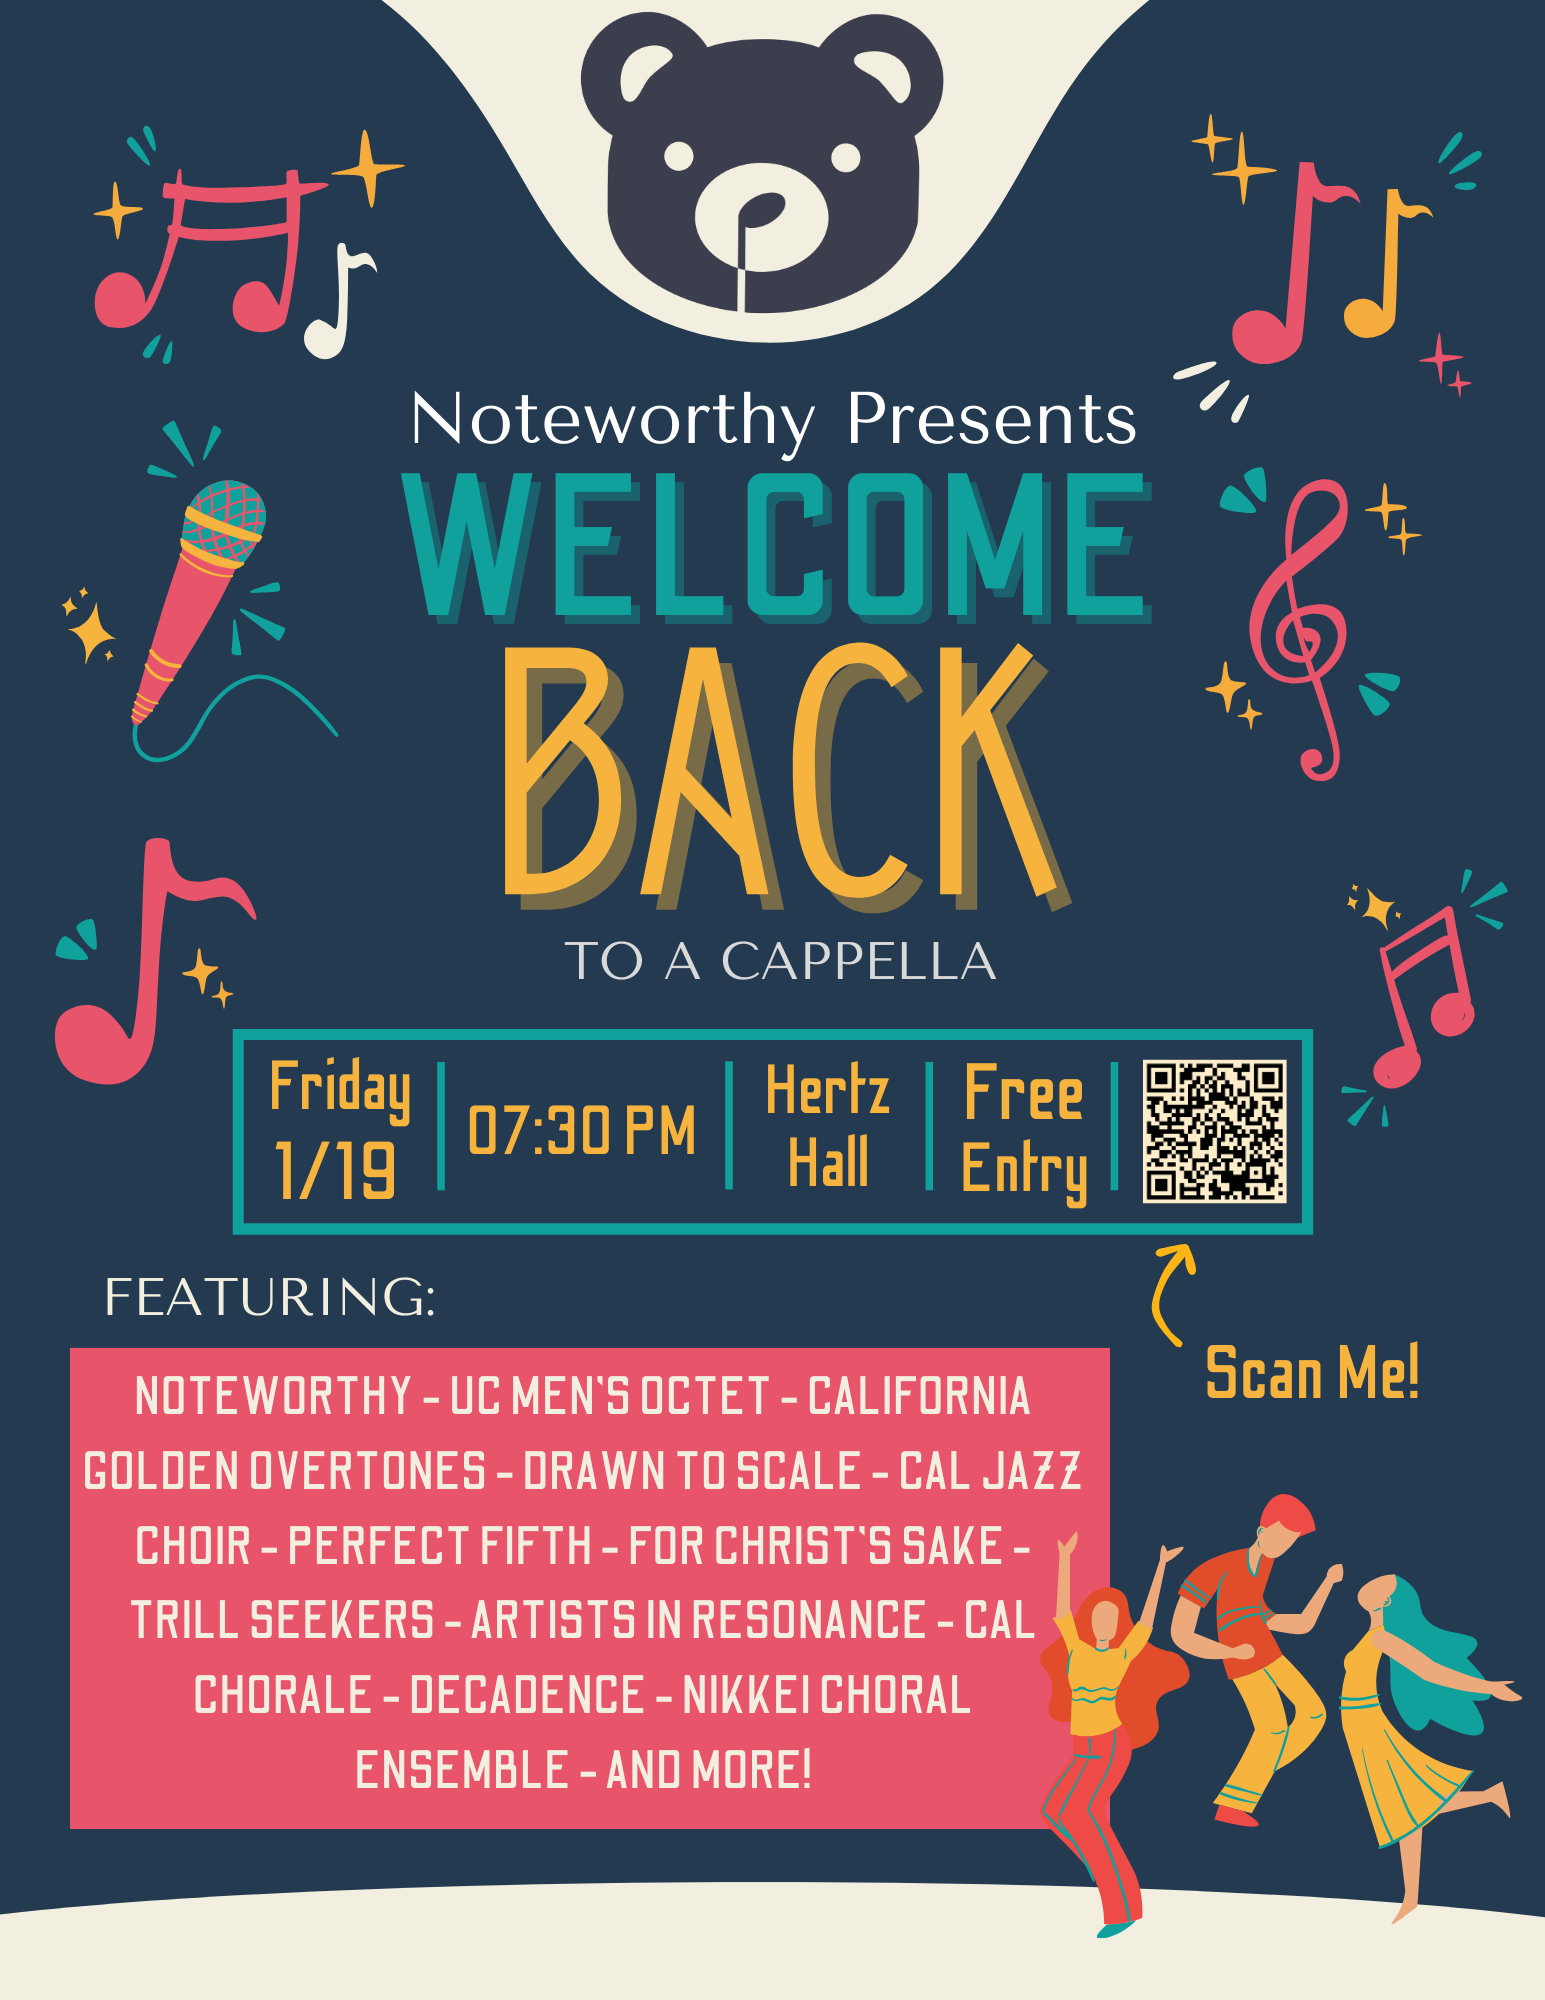 Noteworthy Presents
WELCOME
BACK
TO A CAPPELLA
Friday
1/19
07:30 PM
Hertz
Hall
Free
Entry
FEATURING:
Scan Me!
NOTEWORTHY - UC MEN'S OCTET - CALIFORNIA
GOLDEN OVERTONES - DRAWN TO SCALE - CAL JAZZ
CHOIR - PERFECT FIFTH - FOR CHRIST'S SAKE -
TRILL SEEKERS - ARTISTS IN RESONANCE - CAL
CHORALE - DECADENCE - NIKKEI CHORAL
ENSEMBLE - AND MORE!